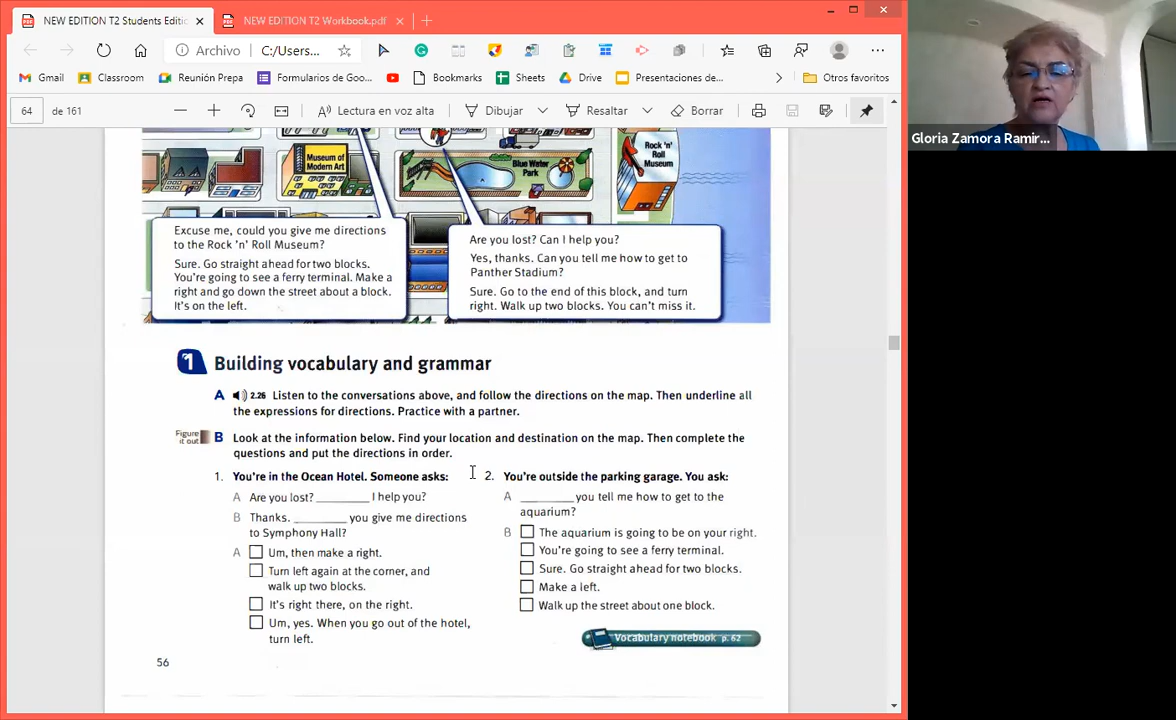 NEW EDITION T2 Students Editic
NEW EDITION T2 Workbook.pdf
Archivo
C:/Users...
Gmail
Classroom
Reunión Prepa
Formularios de Goo...
Bookmarks
Sheets
Drive
Presentaciones de...
Otros favoritos
64
de 161
Lectura en voz alta
Dibujar
Resaltar
Borrar
Gloria Zamora Ramir...
Museum of
Modern Art
Blue Water
Park
Rock 'n'
Roll
Museum
Excuse me, could you give me directions
to the Rock 'n' Roll Museum?
Sure. Go straight ahead for two blocks.
You're going to see a ferry terminal. Make a
right and go down the street about a block.
It's on the left.
Are you lost? Can I help you?
Yes, thanks. Can you tell me how to get to
Panther Stadium?
Sure. Go to the end of this block, and turn
right. Walk up two blocks. You can't miss it.
1 Building vocabulary and grammar
A 2.26 Listen to the conversations above, and follow the directions on the map. Then underline all
the expressions for directions. Practice with a partner.
Figure
it out
B Look at the information below. Find your location and destination on the map. Then complete the
questions and put the directions in order.
1. You're in the Ocean Hotel. Someone asks:
A Are you lost? ________ I help you?
B Thanks. ________ you give me directions
to Symphony Hall?
A Um, then make a right.
Turn left again at the corner, and
walk up two blocks.
It's right there, on the right.
Um, yes. When you go out of the hotel,
turn left.
2. You're outside the parking garage. You ask:
A ________ you tell me how to get to the
aquarium?
B The aquarium is going to be on your right.
You're going to see a ferry terminal.
Sure. Go straight ahead for two blocks.
Make a left.
Walk up the street about one block.
Vocabulary notebook p. 62
56